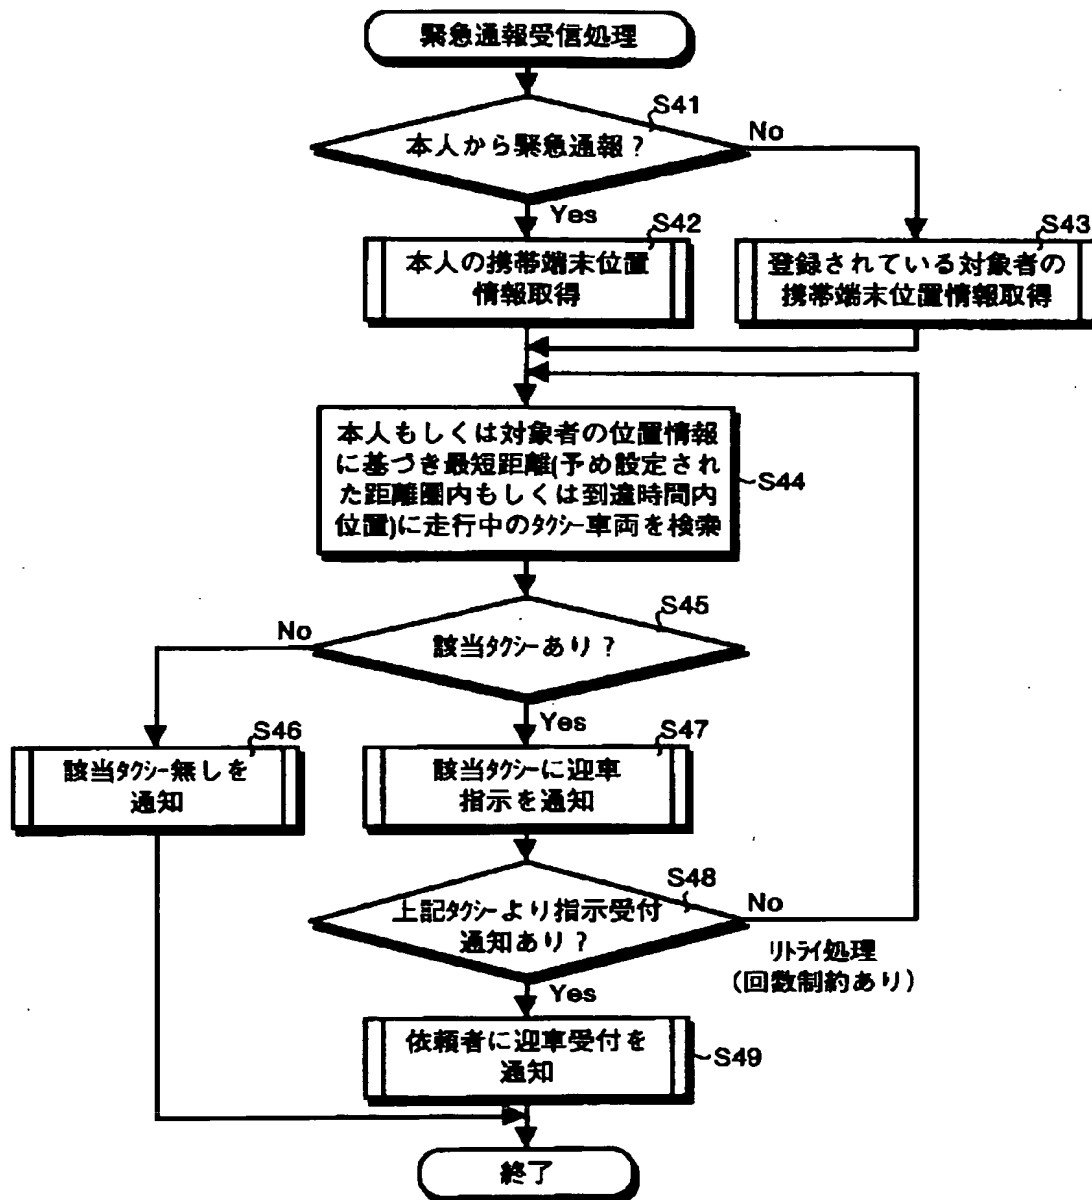 緊急通報受信処理
S41
本人から緊急通報?
No
Yes
S42
本人の携帯端末位置
情報取得
S43
登録されている対象者の
携帯端末位置情報取得
本人もしくは対象者の位置情報
に基づき最短距離(予め設定され
た距離圏内もしくは到達時間内
位置)に走行中のタクシー車両を検索
S44
S45
該当タクシーあり?
No
Yes
S46
該当タクシー無しを
通知
S47
該当タクシーに迎車
指示を通知
S48
上記タクシーより指示受付
通知あり?
No
リトライ処理
(回数制約あり)
Yes
依頼者に迎車受付を
通知
S49
終了